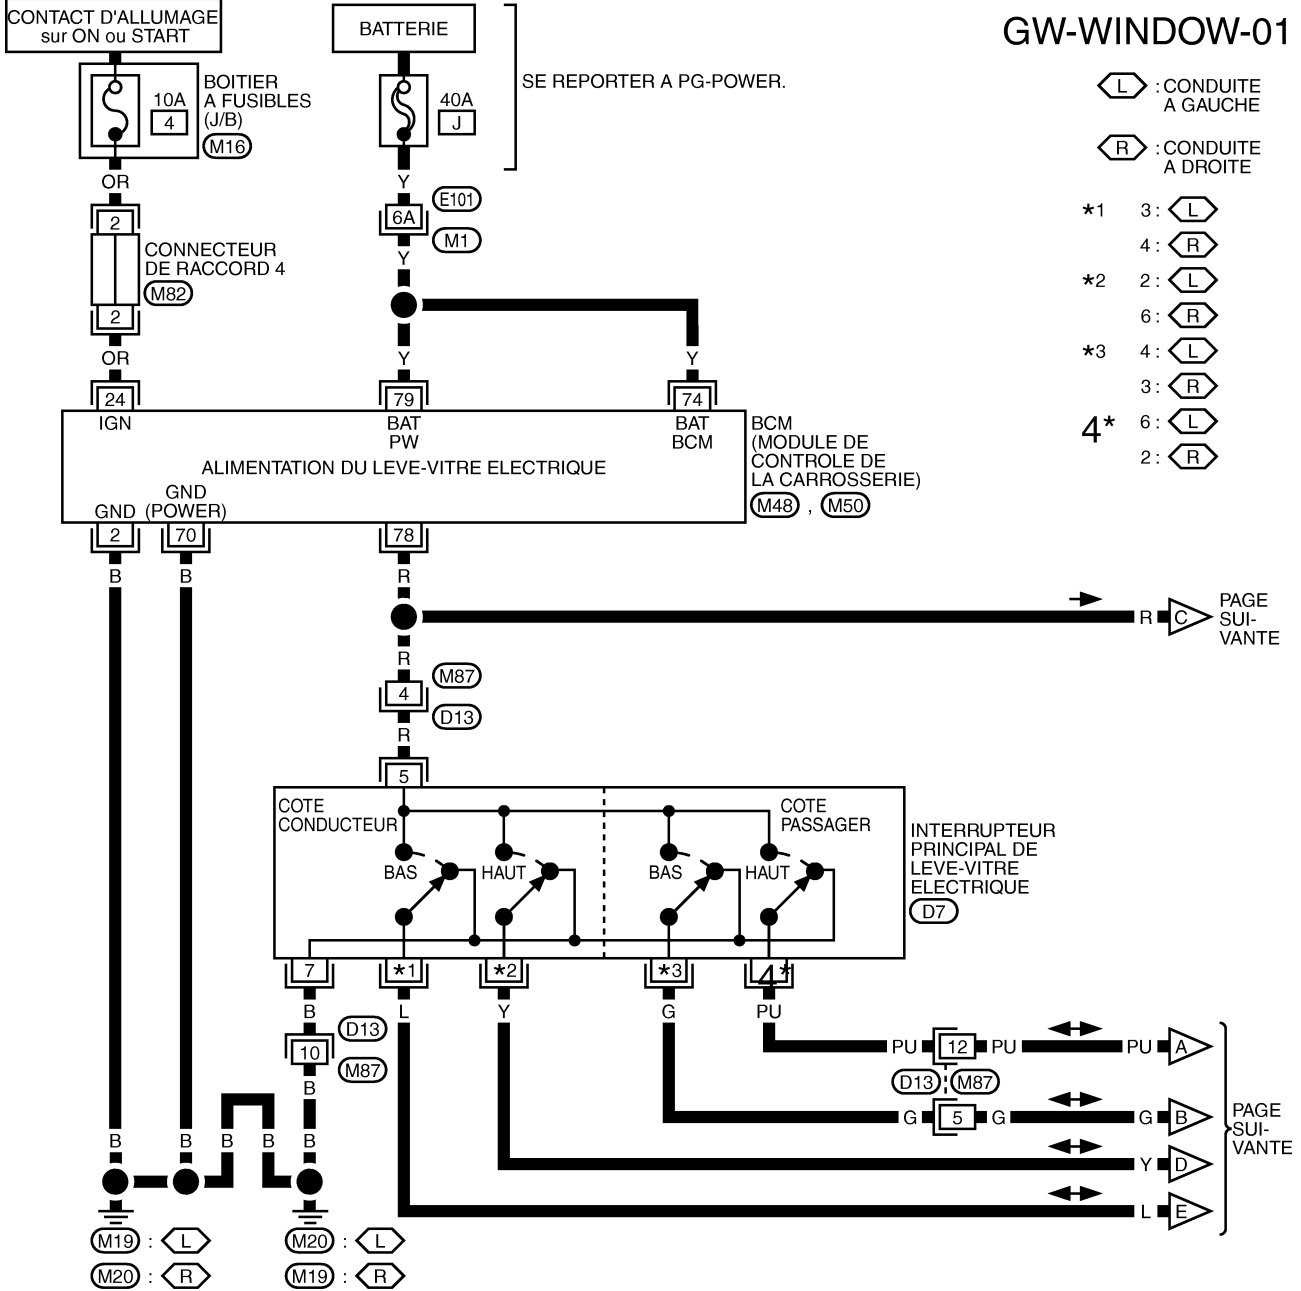 CONTACT D'ALLUMAGE
sur ON ou START
BATTERIE
GW-WINDOW-01
SE REPORTER A PG-POWER.
BOITIER
A FUSIBLES
(J/B)
M16
10A
4
40A
J
L : CONDUITE
A GAUCHE
R : CONDUITE
A DROITE
*1 3 : L
4 : R
*2 2 : L
6 : R
*3 4 : L
3 : R
4* 6 : L
2 : R
OR
Y
E101
2
6A
M1
CONNECTEUR
DE RACCORD 4
M82
Y
2
OR
Y
Y
24
79
74
IGN
BAT
PW
BAT
BCM
BCM
(MODULE DE
CONTROLE DE
LA CARROSSERIE)
M48 , M50
ALIMENTATION DU LEVE-VITRE ELECTRIQUE
GND
GND
(POWER)
2
70
78
B
B
R
R
C
PAGE
SUI-
VANTE
R
M87
4
D13
R
5
COTE
CONDUCTEUR
COTE
PASSAGER
BAS
HAUT
BAS
HAUT
INTERRUPTEUR
PRINCIPAL DE
LEVE-VITRE
ELECTRIQUE
D7
7
*1
*2
*3
4*
B
L
Y
G
PU
D13
10
M87
B
PU
12
PU
PU
A
D13
M87
G
5
G
G
B
Y
D
L
E
PAGE
SUI-
VANTE
B
B
B
B
B
M19 : L
M20 : R
M20 : L
M19 : R